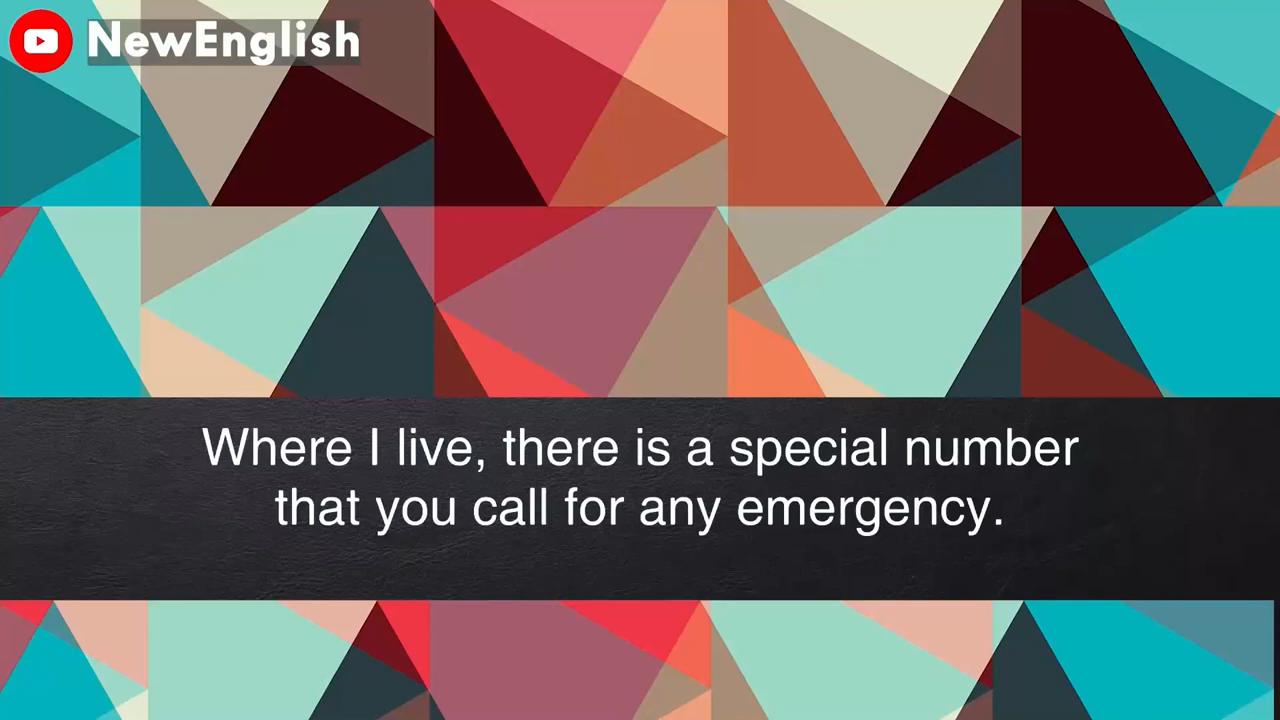 NewEnglish
Where I live, there is a special number
that you call for any emergency.